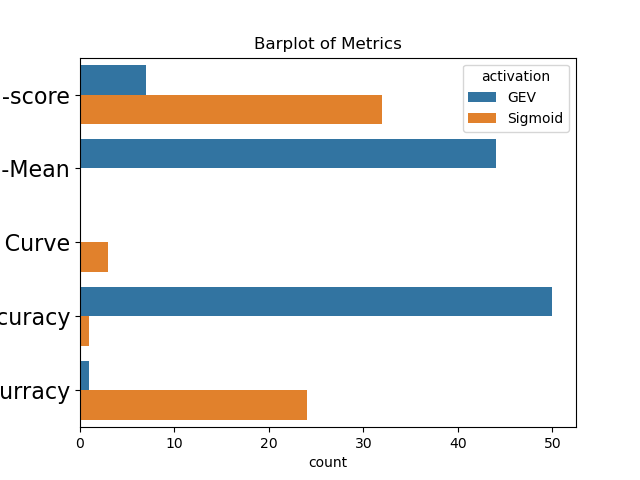 Barplot of Metrics
activation
GEV
Sigmoid
-score
-Mean
Curve
curacy
urracy
0 10 20 30 40 50
count